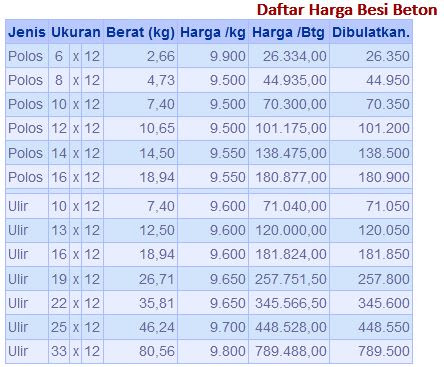 Daftar Harga Besi Beton
Jenis Ukuran Berat (kg) Harga /kg Harga /Btg Dibulatkan.
Polos 6 x 12 2,66 9.900 26.334,00 26.350
Polos 8 x 12 4,73 9.500 44.935,00 44.950
Polos 10 x 12 7,40 9.500 70.300,00 70.350
Polos 12 x 12 10,65 9.500 101.175,00 101.200
Polos 14 x 12 14,50 9.550 138.475,00 138.500
Polos 16 x 12 18,94 9.550 180.877,00 180.900
Ulir 10 x 12 7,40 9.600 71.040,00 71.050
Ulir 13 x 12 12,50 9.600 120.000,00 120.050
Ulir 16 x 12 18,94 9.600 181.824,00 181.850
Ulir 19 x 12 26,71 9.650 257.751,50 257.800
Ulir 22 x 12 35,81 9.650 345.566,50 345.600
Ulir 25 x 12 46,24 9.700 448.528,00 448.550
Ulir 33 x 12 80,56 9.800 789.488,00 789.500